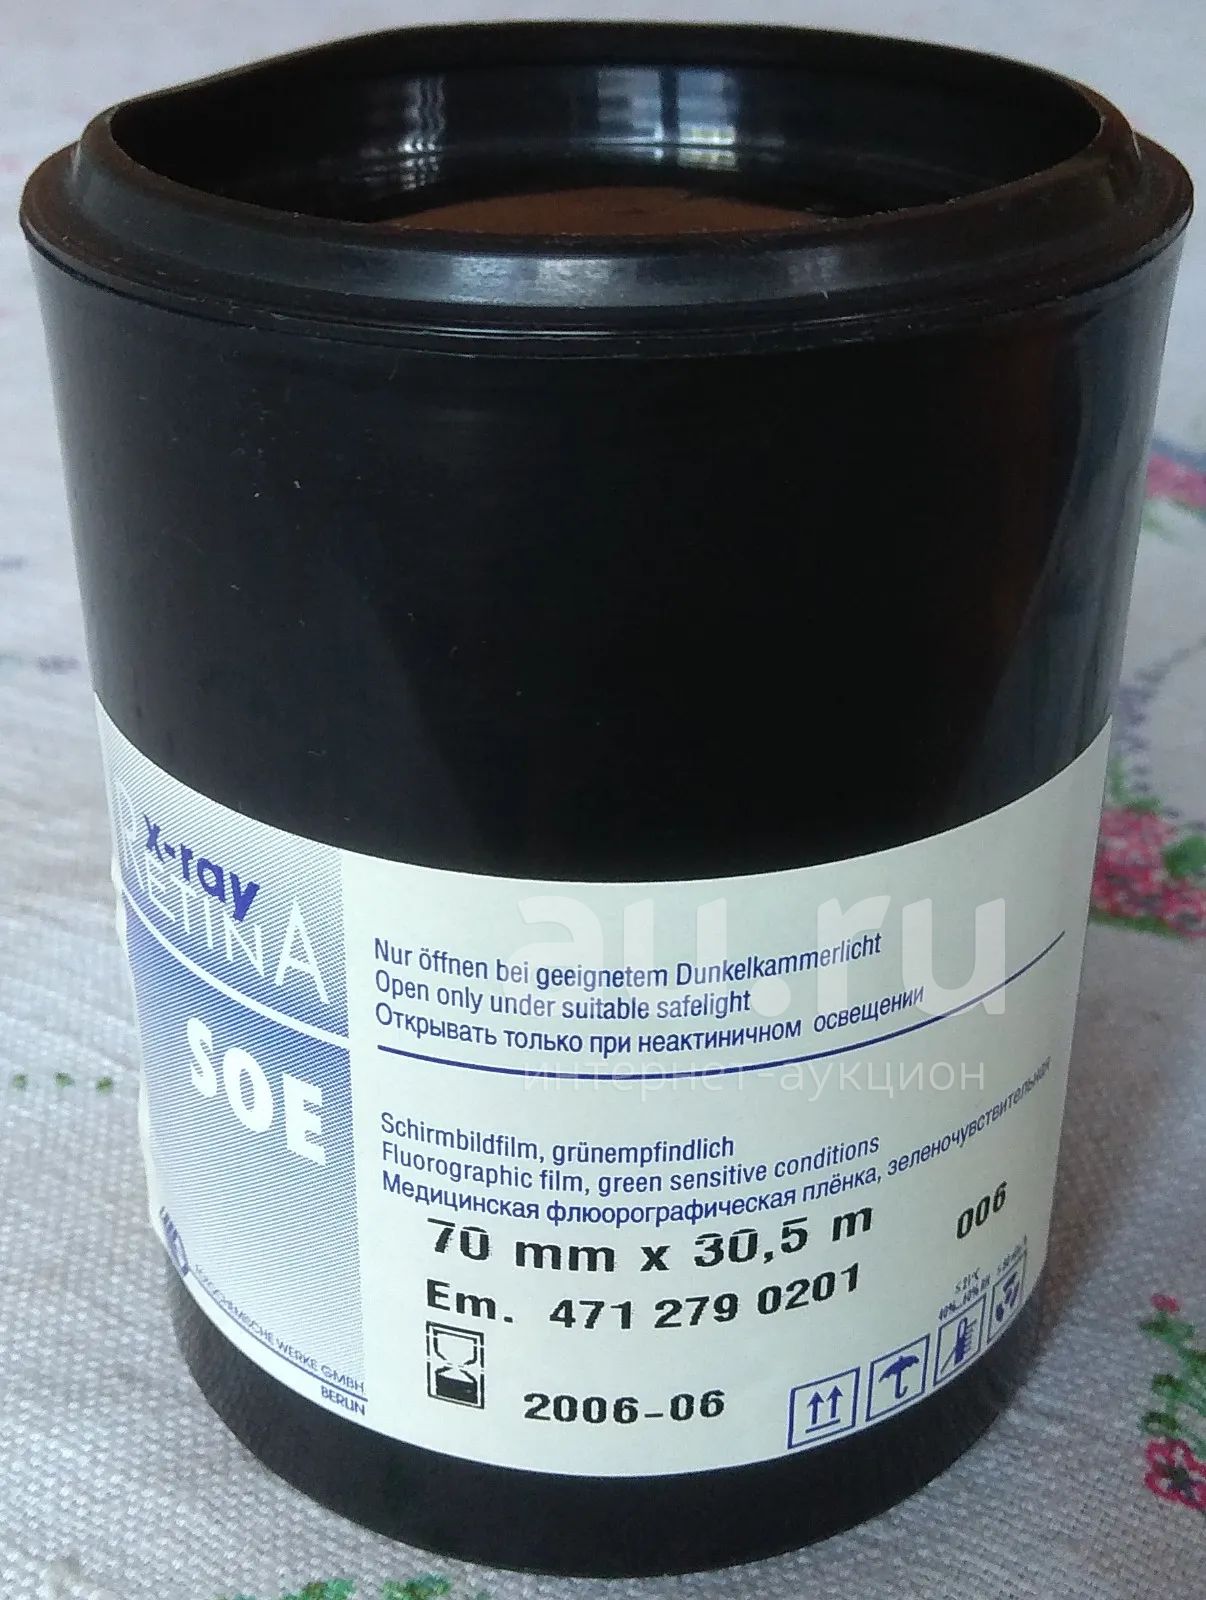 x-ray
RETINA
SOE
FOTOCHEMISCHE WERKE GMBH
BERLIN
Nur öffnen bei geeignetem Dunkelkammerlicht
Open only under suitable safelight
Открывать только при неактиничном освещении
Schirmbildfilm, grünempfindlich
Fluorographic film, green sensitive conditions
Медицинская флюорографическая плёнка, зеленочувствительная
70 mm x 30,5 m
006
Em. 471 279 0201
2006-06
au.ru
интернет-аукцион